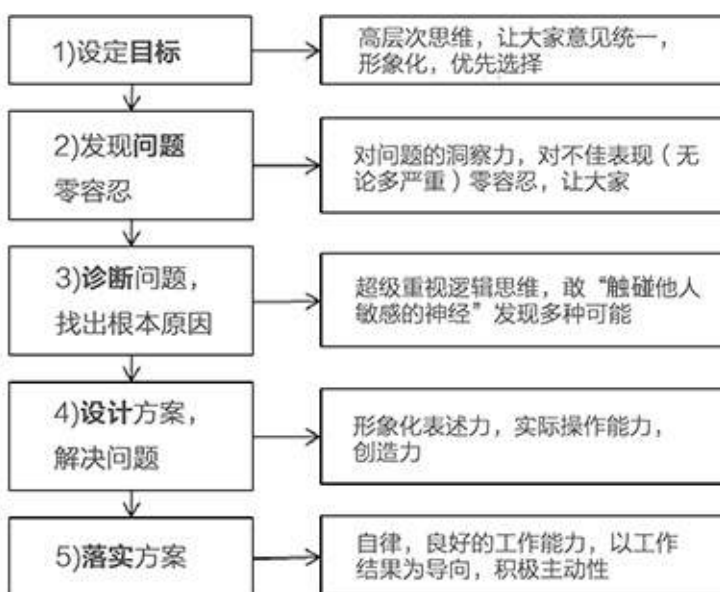 1)设定目标
高层次思维，让大家意见统一，
形象化，优先选择
2)发现问题
零容忍
对问题的洞察力，对不佳表现（无
论多严重）零容忍，让大家
3)诊断问题，
找出根本原因
超级重视逻辑思维，敢“触碰他人
敏感的神经”发现多种可能
4)设计方案，
解决问题
形象化表述力，实际操作能力，
创造力
5)落实方案
自律，良好的工作能力，以工作
结果为导向，积极主动性